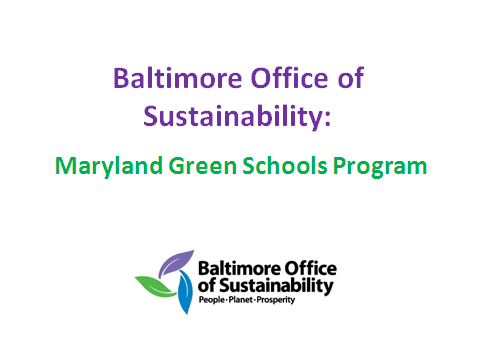 Baltimore Office of
Sustainability:
Maryland Green Schools Program
Baltimore Office
of Sustainability
People·Planet·Prosperity